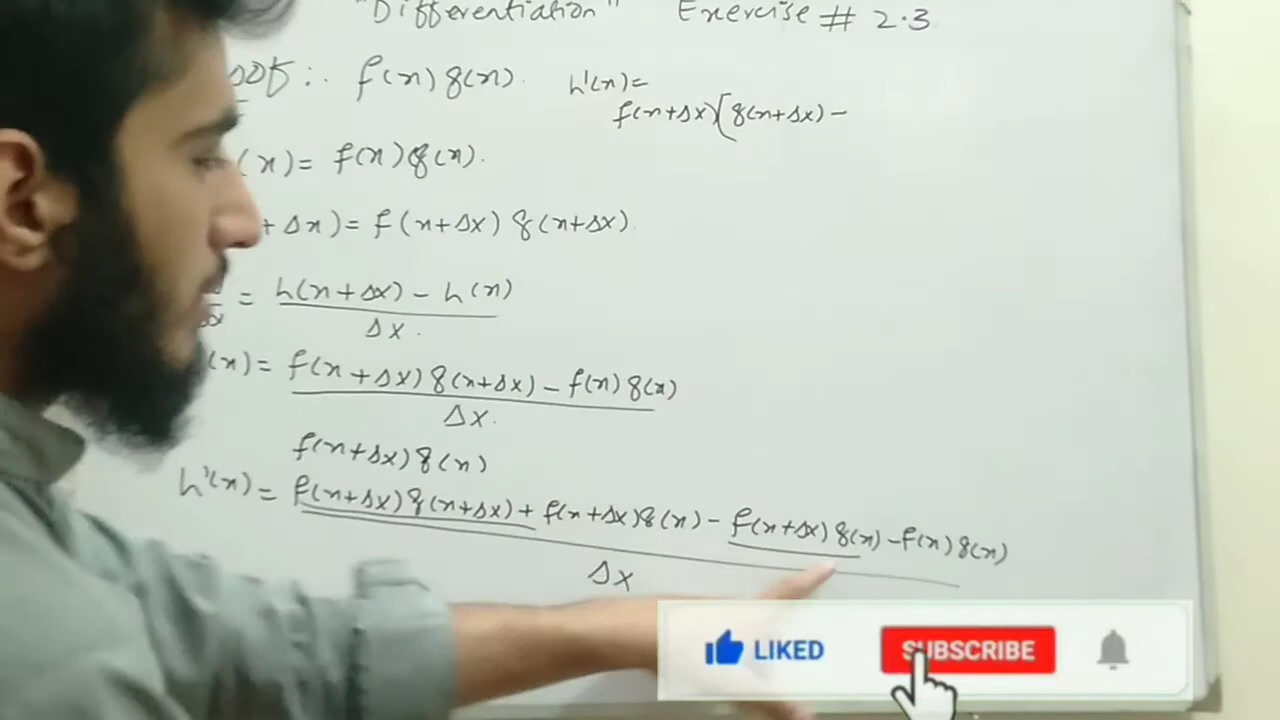 "Differentiation" Exercise # 2.3
f(x) g(x). h'(x)=
f(x+Δx)[g(x+Δx)-
(x)= f(x)g(x).
+Δx)= f(x+Δx) g(x+Δx).
= h(x+Δx) - h(x)
Δx.
(x)= f(x+Δx) g(x+Δx) - f(x) g(x)
Δx.
f(x+Δx) g(x)
h'(x) = f(x+Δx) g(x+Δx) + f(x+Δx) g(x) - f(x+Δx) g(x) - f(x) g(x)
Δx
LIKED SUBSCRIBE